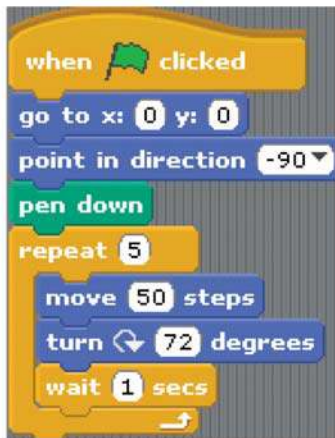 when clicked
go to x: 0 y: 0
point in direction -90
pen down
repeat 5
move 50 steps
turn 72 degrees
wait 1 secs